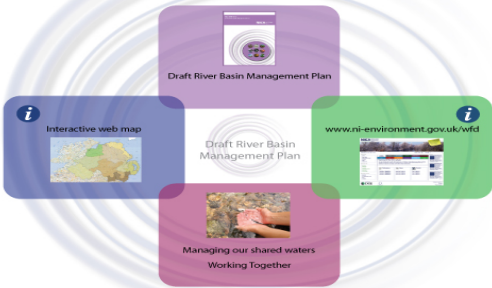 Draft River Basin Management Plan
i
Interactive web map
i
www.ni-environment.gov.uk/wfd
Draft River Basin
Management Plan
Managing our shared waters
Working Together